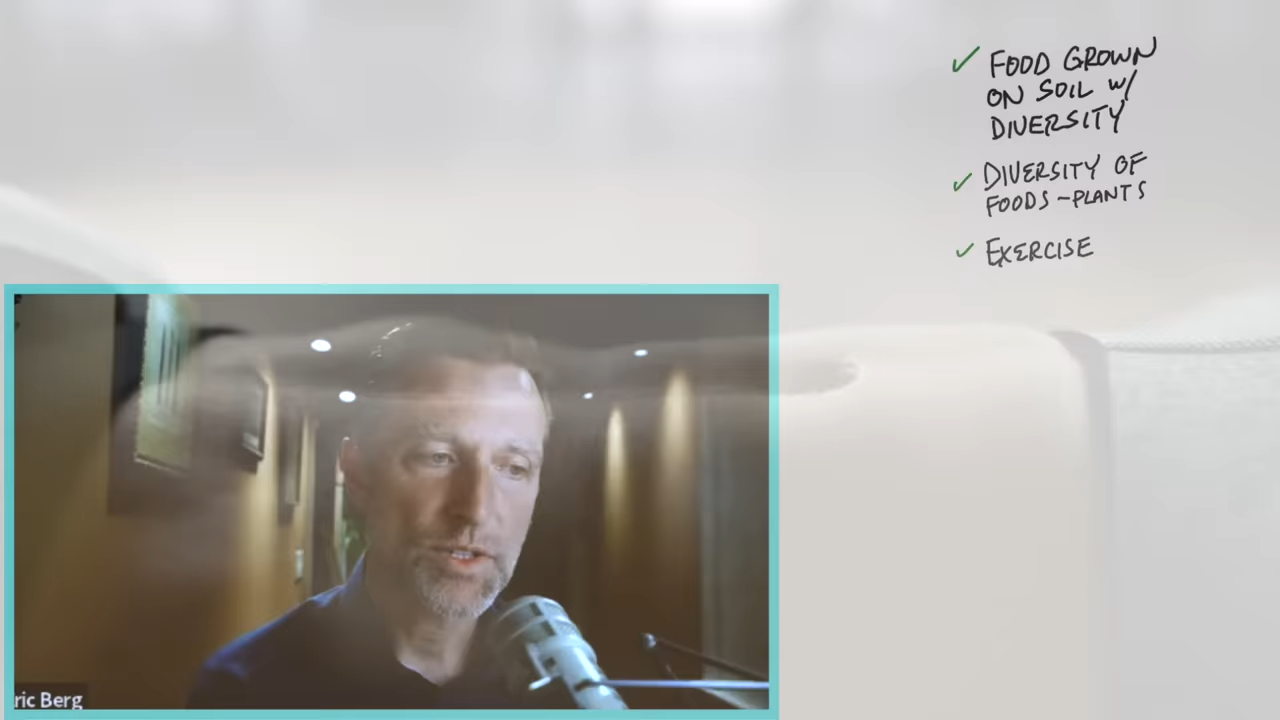 ✓ FOOD GROWN
ON SOIL W/
DIVERSITY
✓ DIVERSITY OF
FOODS - PLANTS
✓ EXERCISE
ric Berg